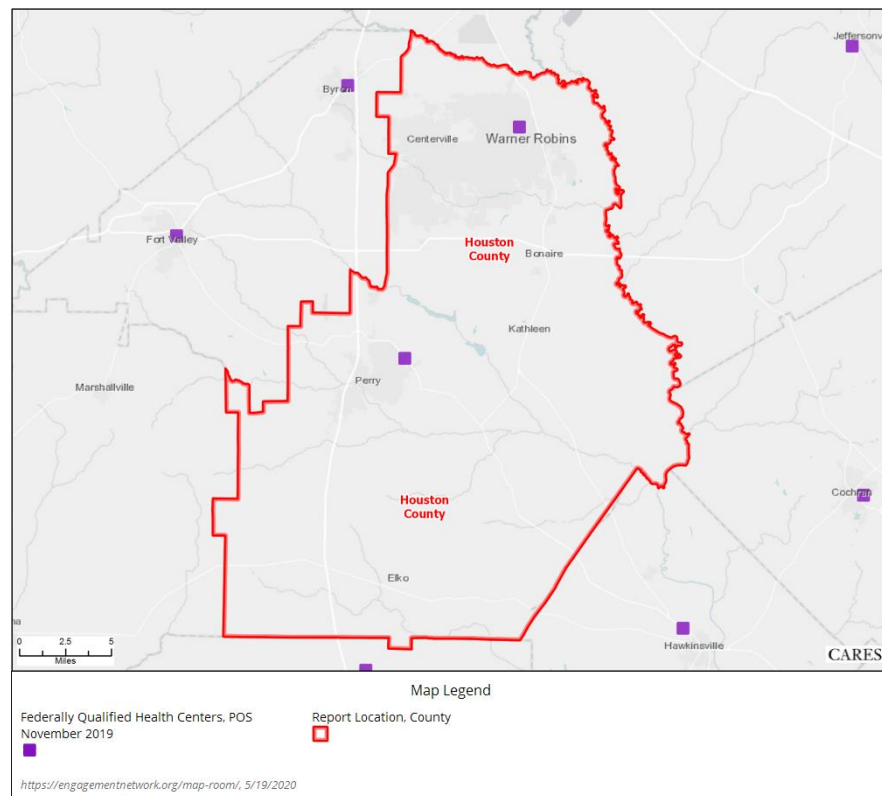 Jeffersonv
Byron
Centerville
Warner Robins
Fort Valley
Houston
County
Bonaire
Kathleen
Perry
Marshallville
Houston
County
Cochran
Elko
na
0 2.5 5
Miles
Hawkinsville
CARES
Map Legend
Federally Qualified Health Centers, POS
November 2019
Report Location, County
https://engagementnetwork.org/map-room/, 5/19/2020